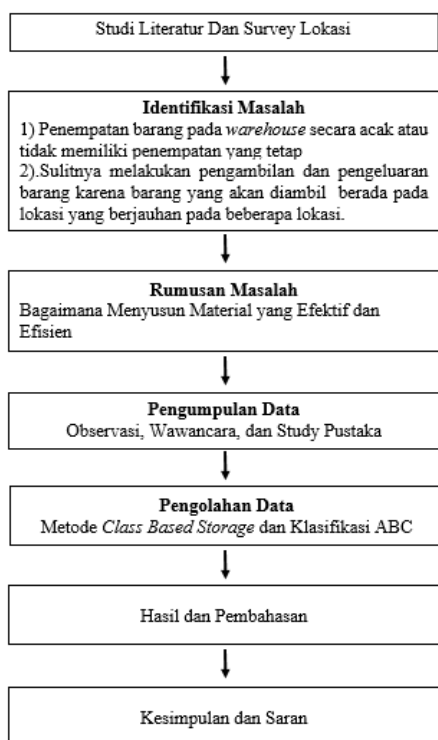 Studi Literatur Dan Survey Lokasi
Identifikasi Masalah
1) Penempatan barang pada warehouse secara acak atau
tidak memiliki penempatan yang tetap
2).Sulitnya melakukan pengambilan dan pengeluaran
barang karena barang yang akan diambil berada pada
lokasi yang berjauhan pada beberapa lokasi.
Rumusan Masalah
Bagaimana Menyusun Material yang Efektif dan
Efisien
Pengumpulan Data
Observasi, Wawancara, dan Study Pustaka
Pengolahan Data
Metode Class Based Storage dan Klasifikasi ABC
Hasil dan Pembahasan
Kesimpulan dan Saran